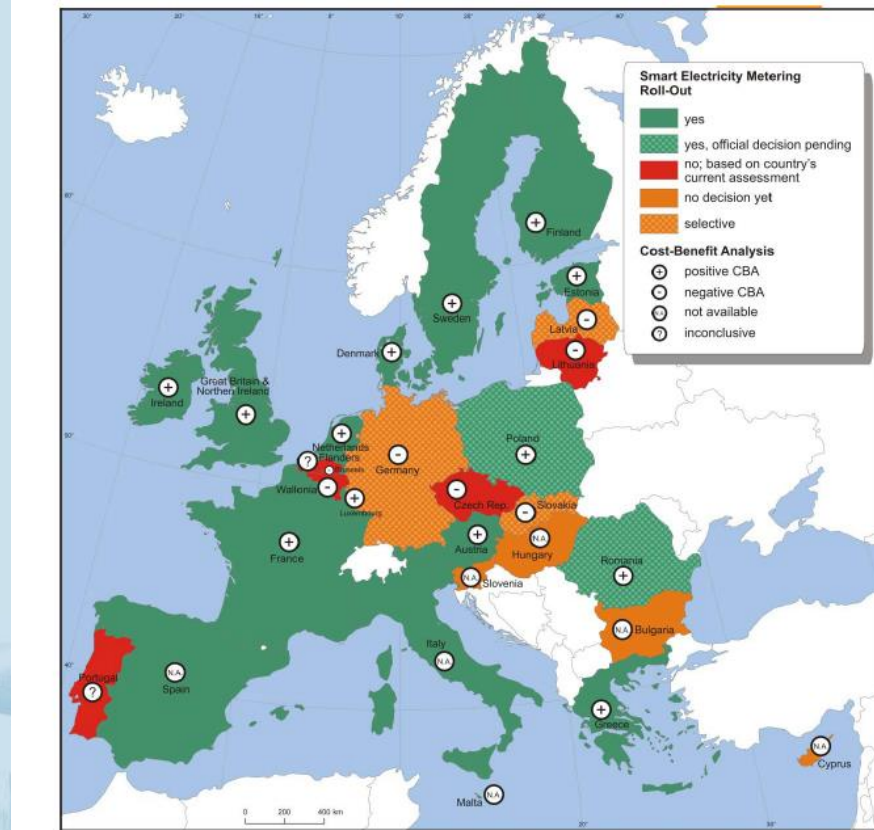 Smart Electricity Metering
Roll-Out
yes
yes, official decision pending
no; based on country's
current assessment
no decision yet
selective
Cost-Benefit Analysis
+ positive CBA
- negative CBA
N.A. not available
? inconclusive
+
Finland
+
Estonia
+
Sweden
-
Latvia
-
Lithuania
Denmark +
+
Ireland
Great Britain &
Northen Ireland
+
+
Netherlands
? Flanders
- Brussels
Wallonia -
+
Luxembourg
-
Germany
Poland
+
-
Czech Rep.
Slovakia
-
+
Austria
N.A.
Hungary
+
France
N.A. Slovenia
Romania
+
N.A. Bulgaria
Italy
N.A.
Portugal
?
N.A.
Spain
+
Greece
N.A.
Cyprus
Malta N.A.
0 200 400 km